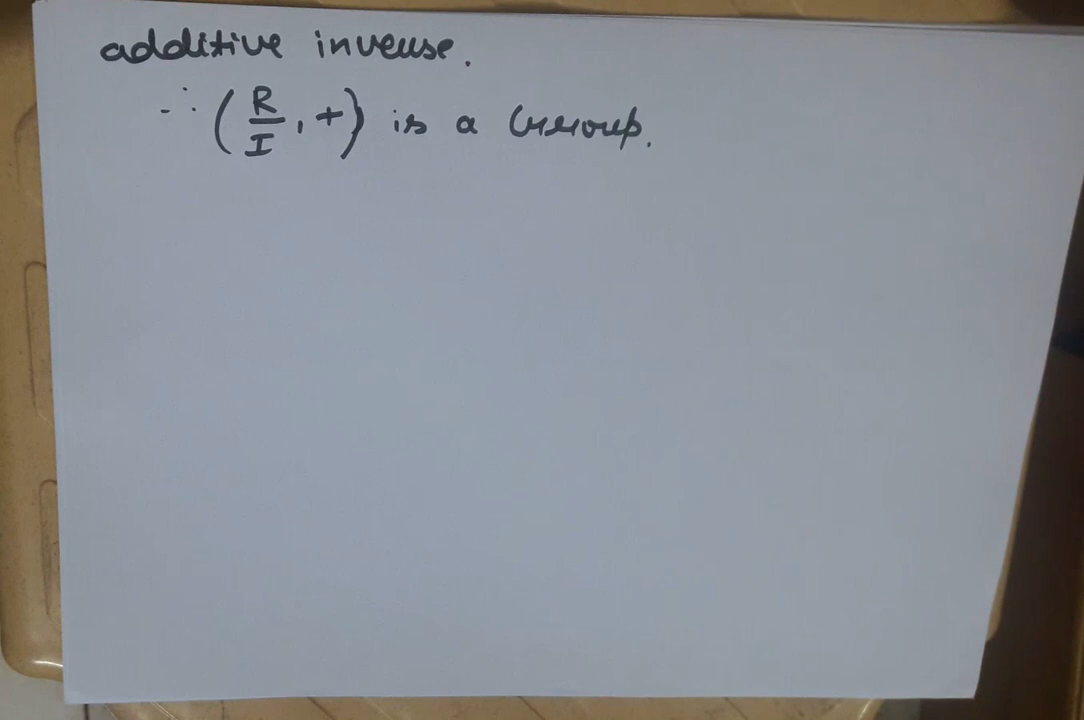 additive inverse.
∴ (R/I, +) is a Group.